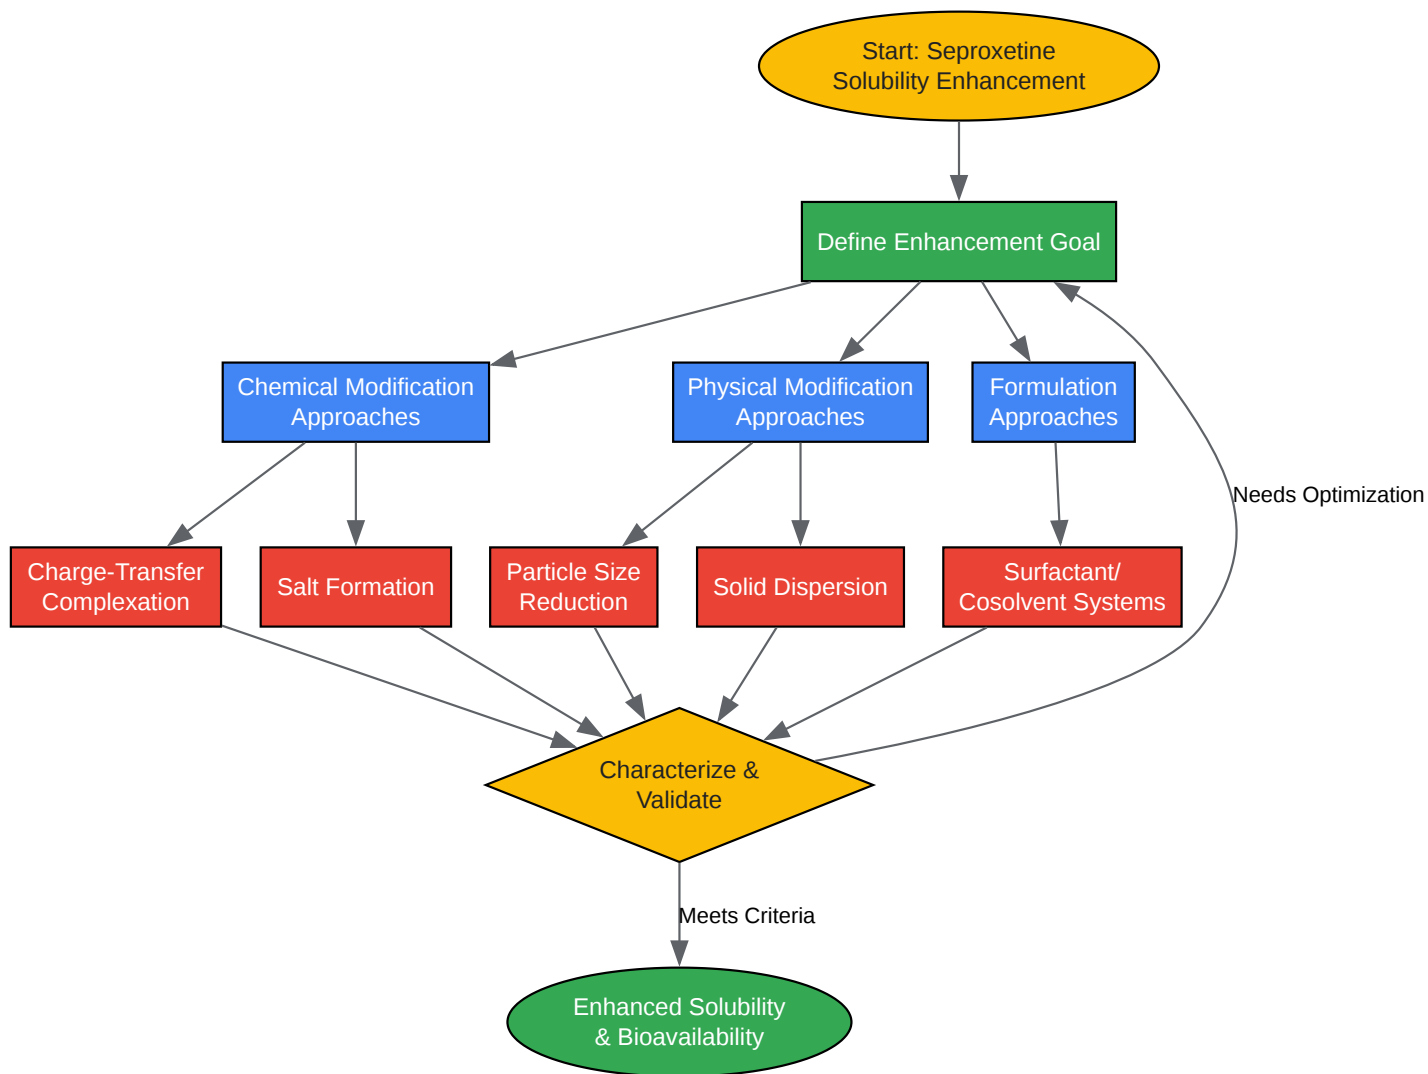 Start: Seproxetine
Solubility Enhancement
Define Enhancement Goal
Chemical Modification
Approaches
Physical Modification
Approaches
Formulation
Approaches
Needs Optimization
Charge-Transfer
Complexation
Salt Formation
Particle Size
Reduction
Solid Dispersion
Surfactant/
Cosolvent Systems
Characterize &
Validate
Meets Criteria
Enhanced Solubility
& Bioavailability